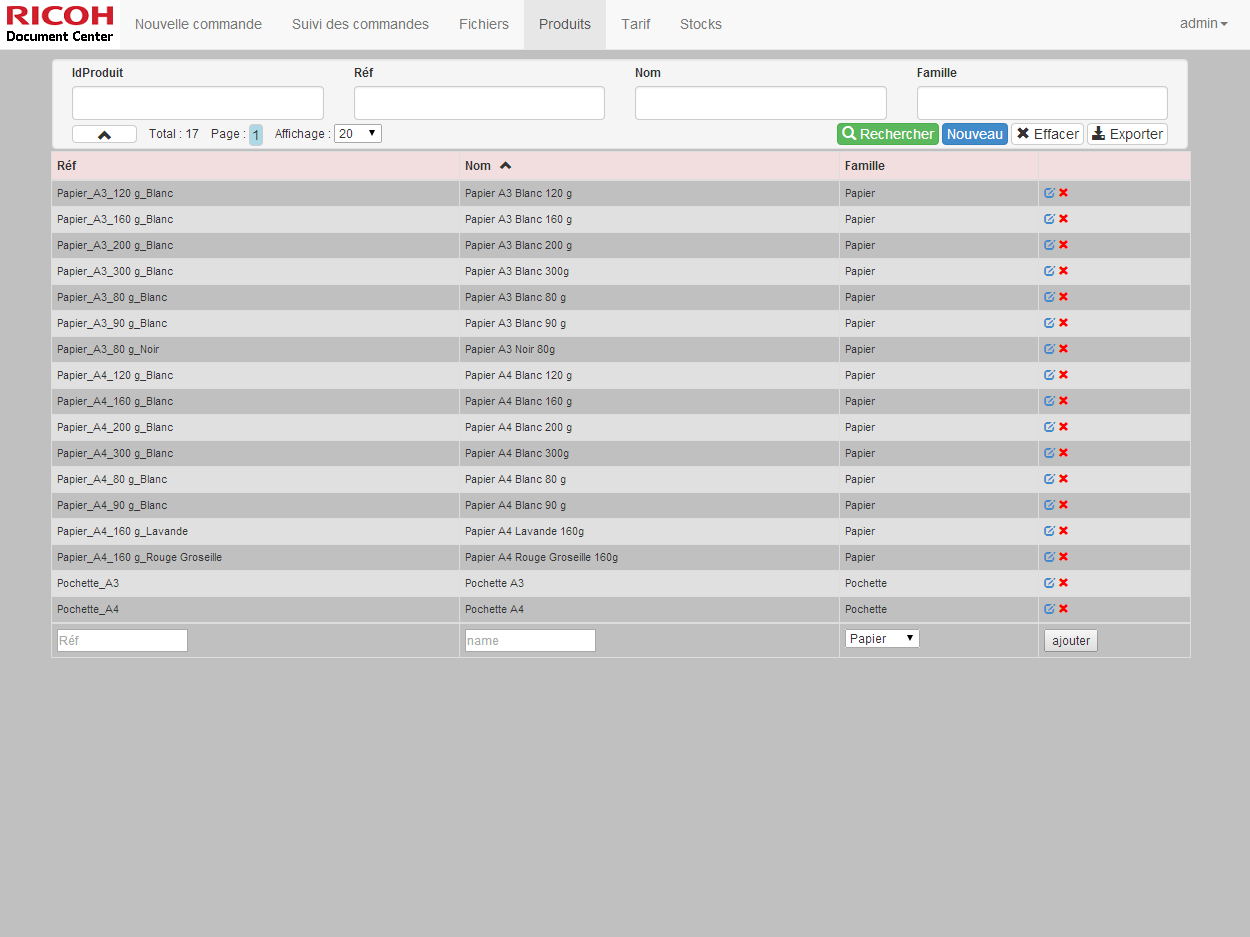 RICOH
Document Center
Nouvelle commande Suivi des commandes Fichiers Produits Tarif Stocks admin
IdProduit Réf Nom Famille
Total : 17 Page : 1 Affichage : 20 Rechercher Nouveau Effacer Exporter
Réf Nom Famille
Papier_A3_120 g_Blanc Papier A3 Blanc 120 g Papier
Papier_A3_160 g_Blanc Papier A3 Blanc 160 g Papier
Papier_A3_200 g_Blanc Papier A3 Blanc 200 g Papier
Papier_A3_300 g_Blanc Papier A3 Blanc 300g Papier
Papier_A3_80 g_Blanc Papier A3 Blanc 80 g Papier
Papier_A3_90 g_Blanc Papier A3 Blanc 90 g Papier
Papier_A3_80 g_Noir Papier A3 Noir 80g Papier
Papier_A4_120 g_Blanc Papier A4 Blanc 120 g Papier
Papier_A4_160 g_Blanc Papier A4 Blanc 160 g Papier
Papier_A4_200 g_Blanc Papier A4 Blanc 200 g Papier
Papier_A4_300 g_Blanc Papier A4 Blanc 300g Papier
Papier_A4_80 g_Blanc Papier A4 Blanc 80 g Papier
Papier_A4_90 g_Blanc Papier A4 Blanc 90 g Papier
Papier_A4_160 g_Lavande Papier A4 Lavande 160g Papier
Papier_A4_160 g_Rouge Groseille Papier A4 Rouge Groseille 160g Papier
Pochette_A3 Pochette A3 Pochette
Pochette_A4 Pochette A4 Pochette
Réf name Papier ajouter